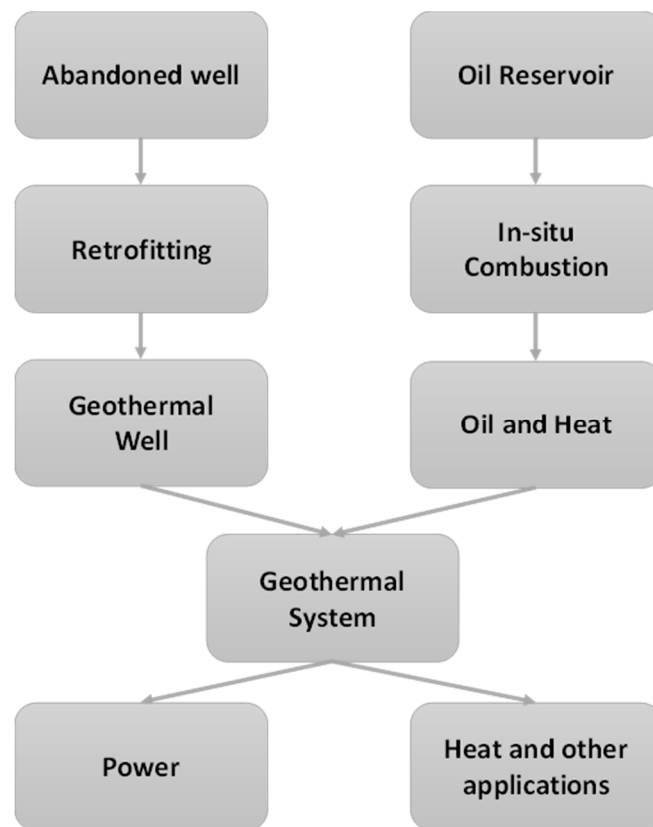 Abandoned well
Oil Reservoir
Retrofitting
In-situ
Combustion
Geothermal
Well
Oil and Heat
Geothermal
System
Power
Heat and other
applications